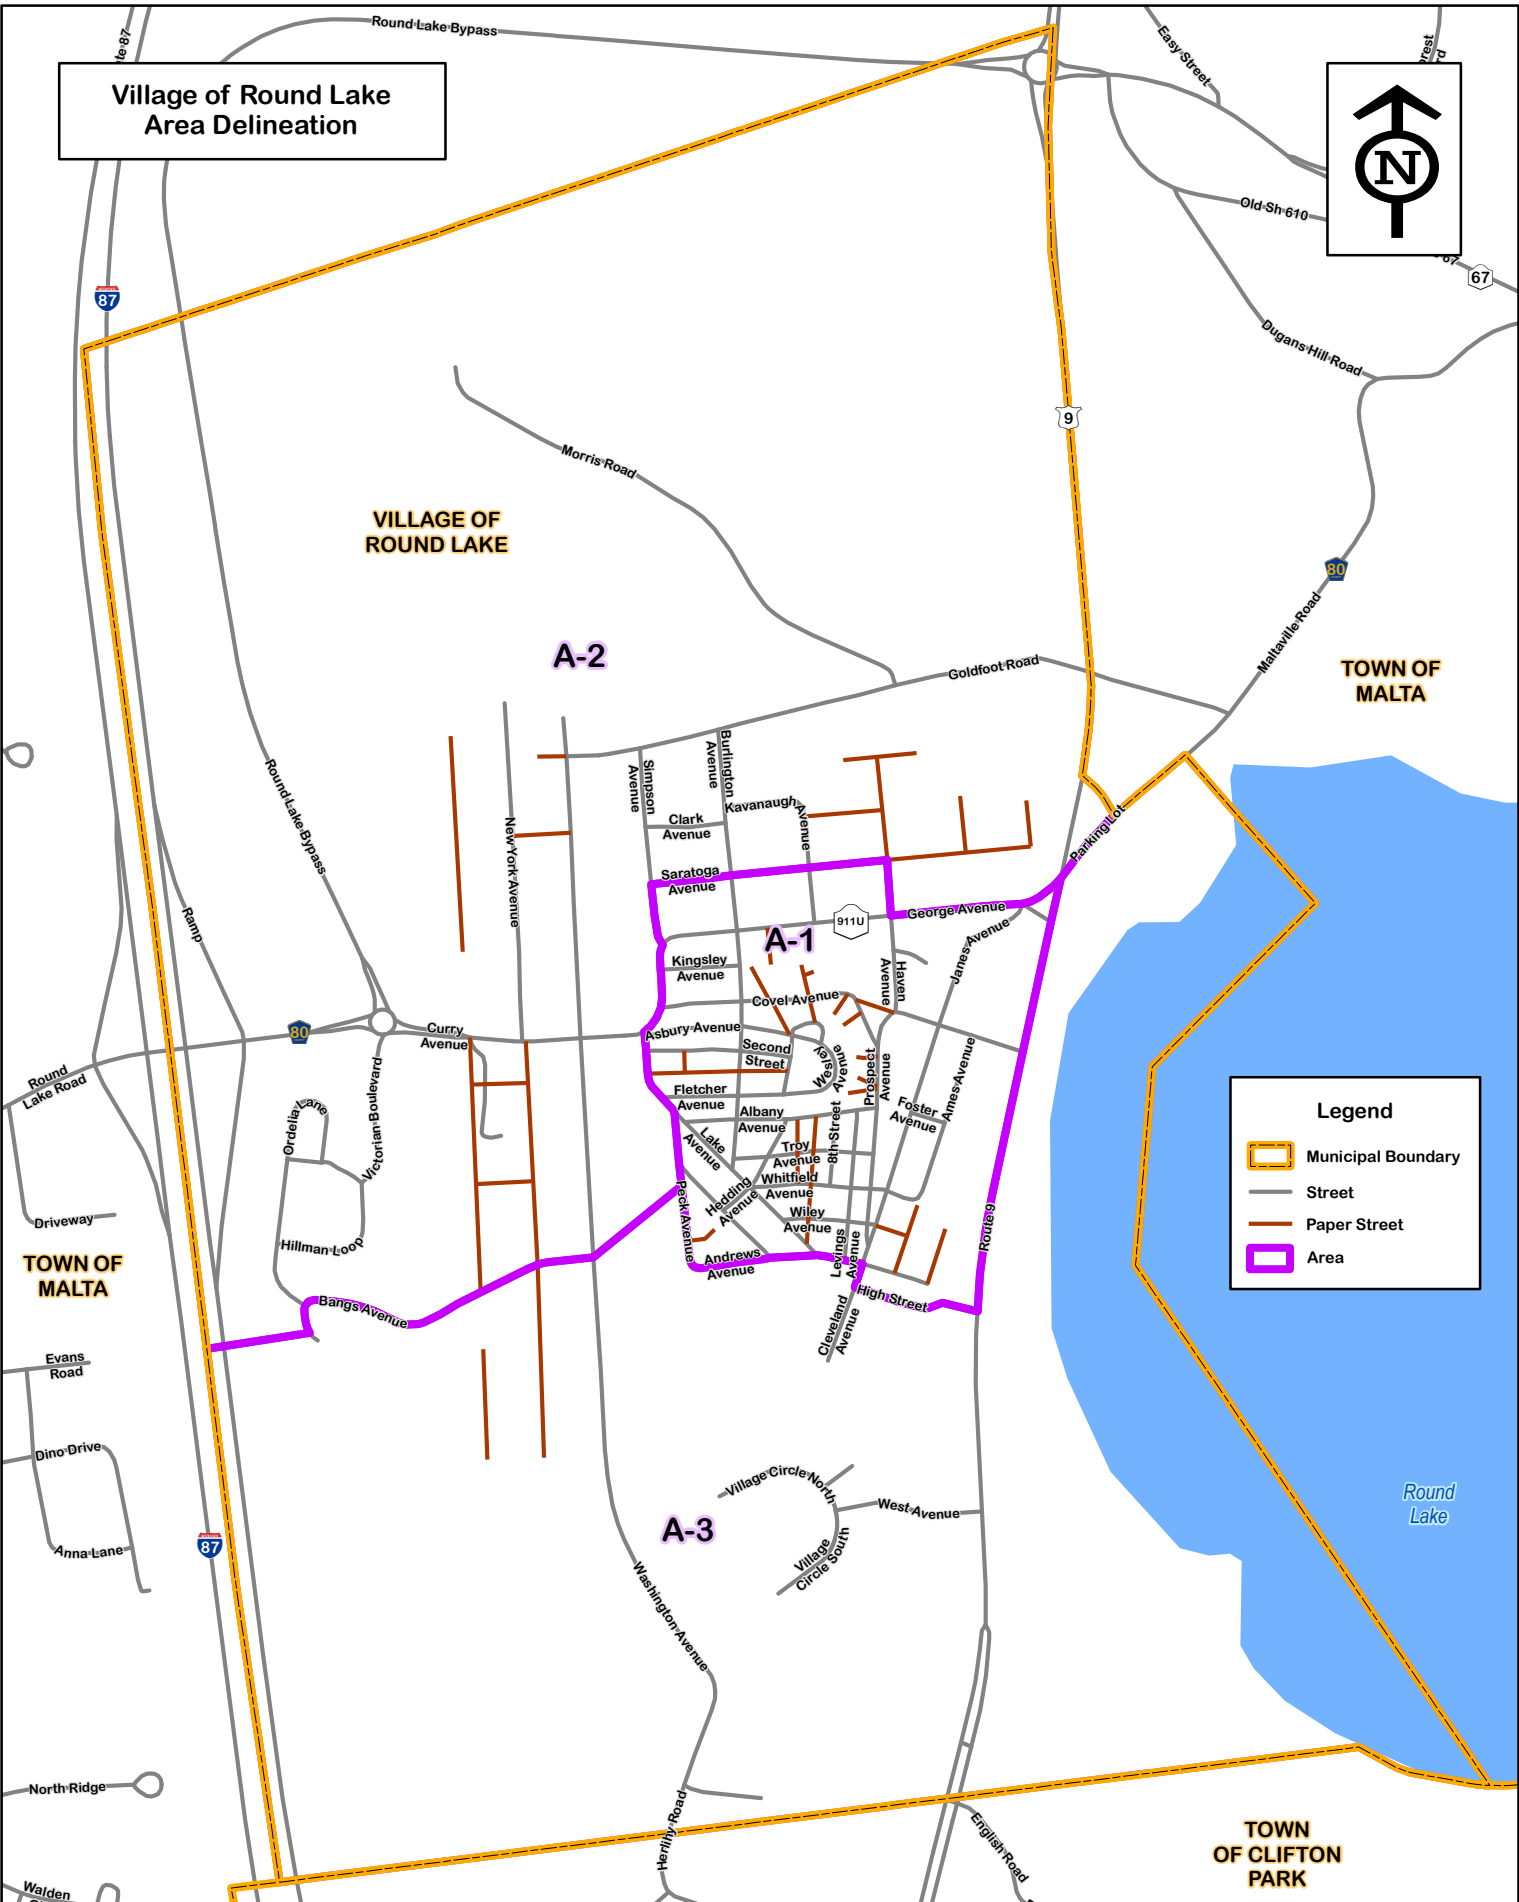 Round Lake Bypass
Easy Street
Village of Round Lake
Area Delineation
N
Old Sh 610
67
87
Dugans Hill Road
9
Morris Road
VILLAGE OF
ROUND LAKE
80
Maltaville Road
A-2
Goldfoot Road
TOWN OF
MALTA
Round Lake Bypass
New York Avenue
Simpson
Avenue
Burlington
Avenue
Clark
Avenue
Kavanaugh
Avenue
Parking Lot
Saratoga
Avenue
George Avenue
911U
A-1
Ramp
Janes Avenue
Kingsley
Avenue
Haven
Avenue
Covel Avenue
80
Curry
Avenue
Asbury Avenue
Second
Street
Wesley
Avenue
Prospect
Avenue
Ames Avenue
Round
Lake Road
Fletcher
Avenue
Foster
Avenue
Albany
Avenue
8th Street
Ordelia Lane
Victorian Boulevard
Lake
Avenue
Troy
Avenue
Whitfield
Avenue
Hedding
Avenue
Peck Avenue
Wiley
Avenue
Driveway
Hillman Loop
Andrews
Avenue
Levings
Avenue
Route 9
High Street
Cleveland
Avenue
Bangs Avenue
TOWN OF
MALTA
Legend
Municipal Boundary
Street
Paper Street
Area
Evans
Road
Dino Drive
Anna Lane
87
Village Circle North
West Avenue
A-3
Village
Circle South
Washington Avenue
Round
Lake
North Ridge
Herlihy Road
English Road
TOWN
OF CLIFTON
PARK
Walden